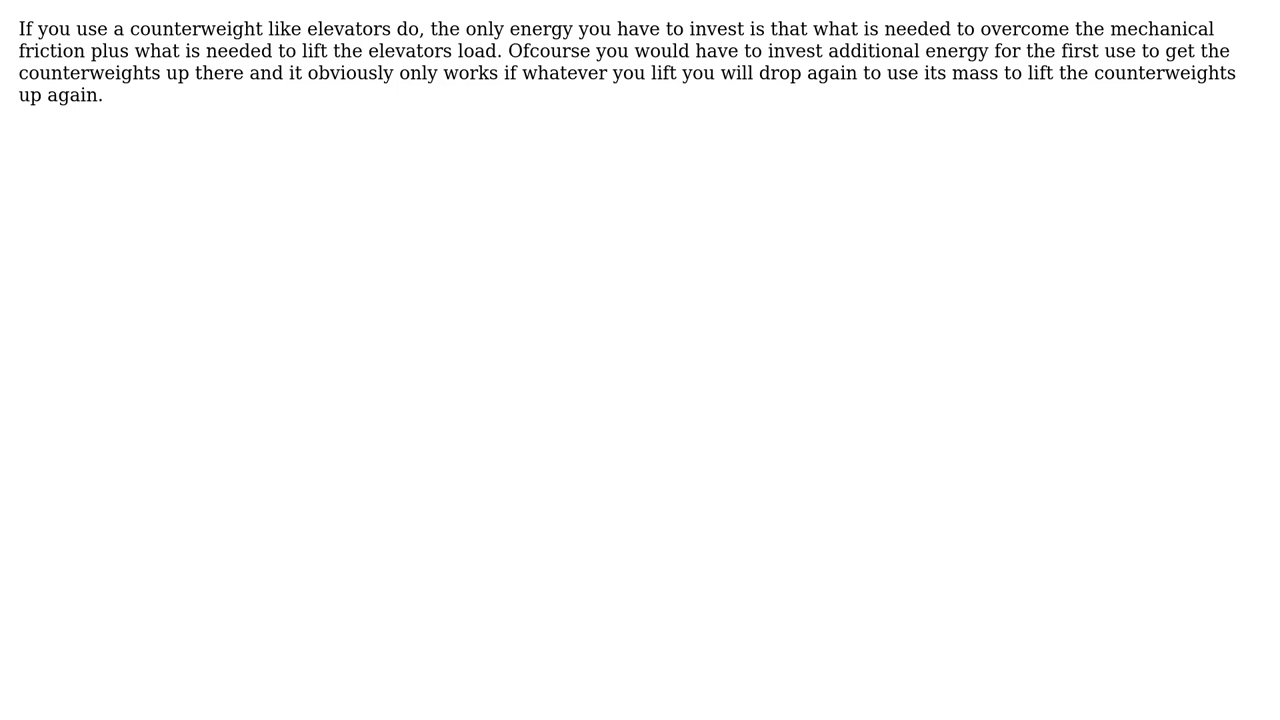 If you use a counterweight like elevators do, the only energy you have to invest is that what is needed to overcome the mechanical
friction plus what is needed to lift the elevators load. Ofcourse you would have to invest additional energy for the first use to get the
counterweights up there and it obviously only works if whatever you lift you will drop again to use its mass to lift the counterweights
up again.